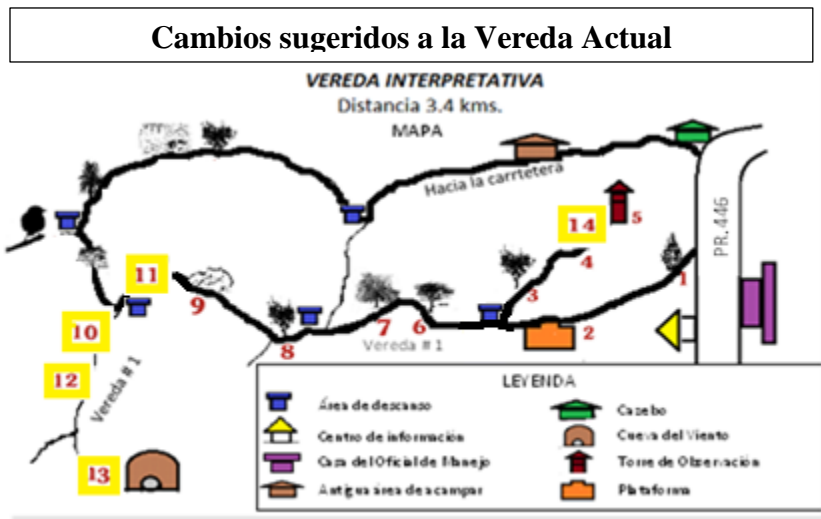 Cambios sugeridos a la Vereda Actual
VEREDA INTERPRETATIVA
Distancia 3.4 kms.
MAPA
Hacia la carrtetera
PR. 446
14
5
4
1
11
3
9
10
7
6
2
8
Vereda # 1
12
Vereda # 1
13
LEYENDA
Área de descanso
Centro de información
Casa del Oficial de Manejo
Antigua área de acampar
Cazebo
Cueva del Viento
Torre de Observación
Plataforma